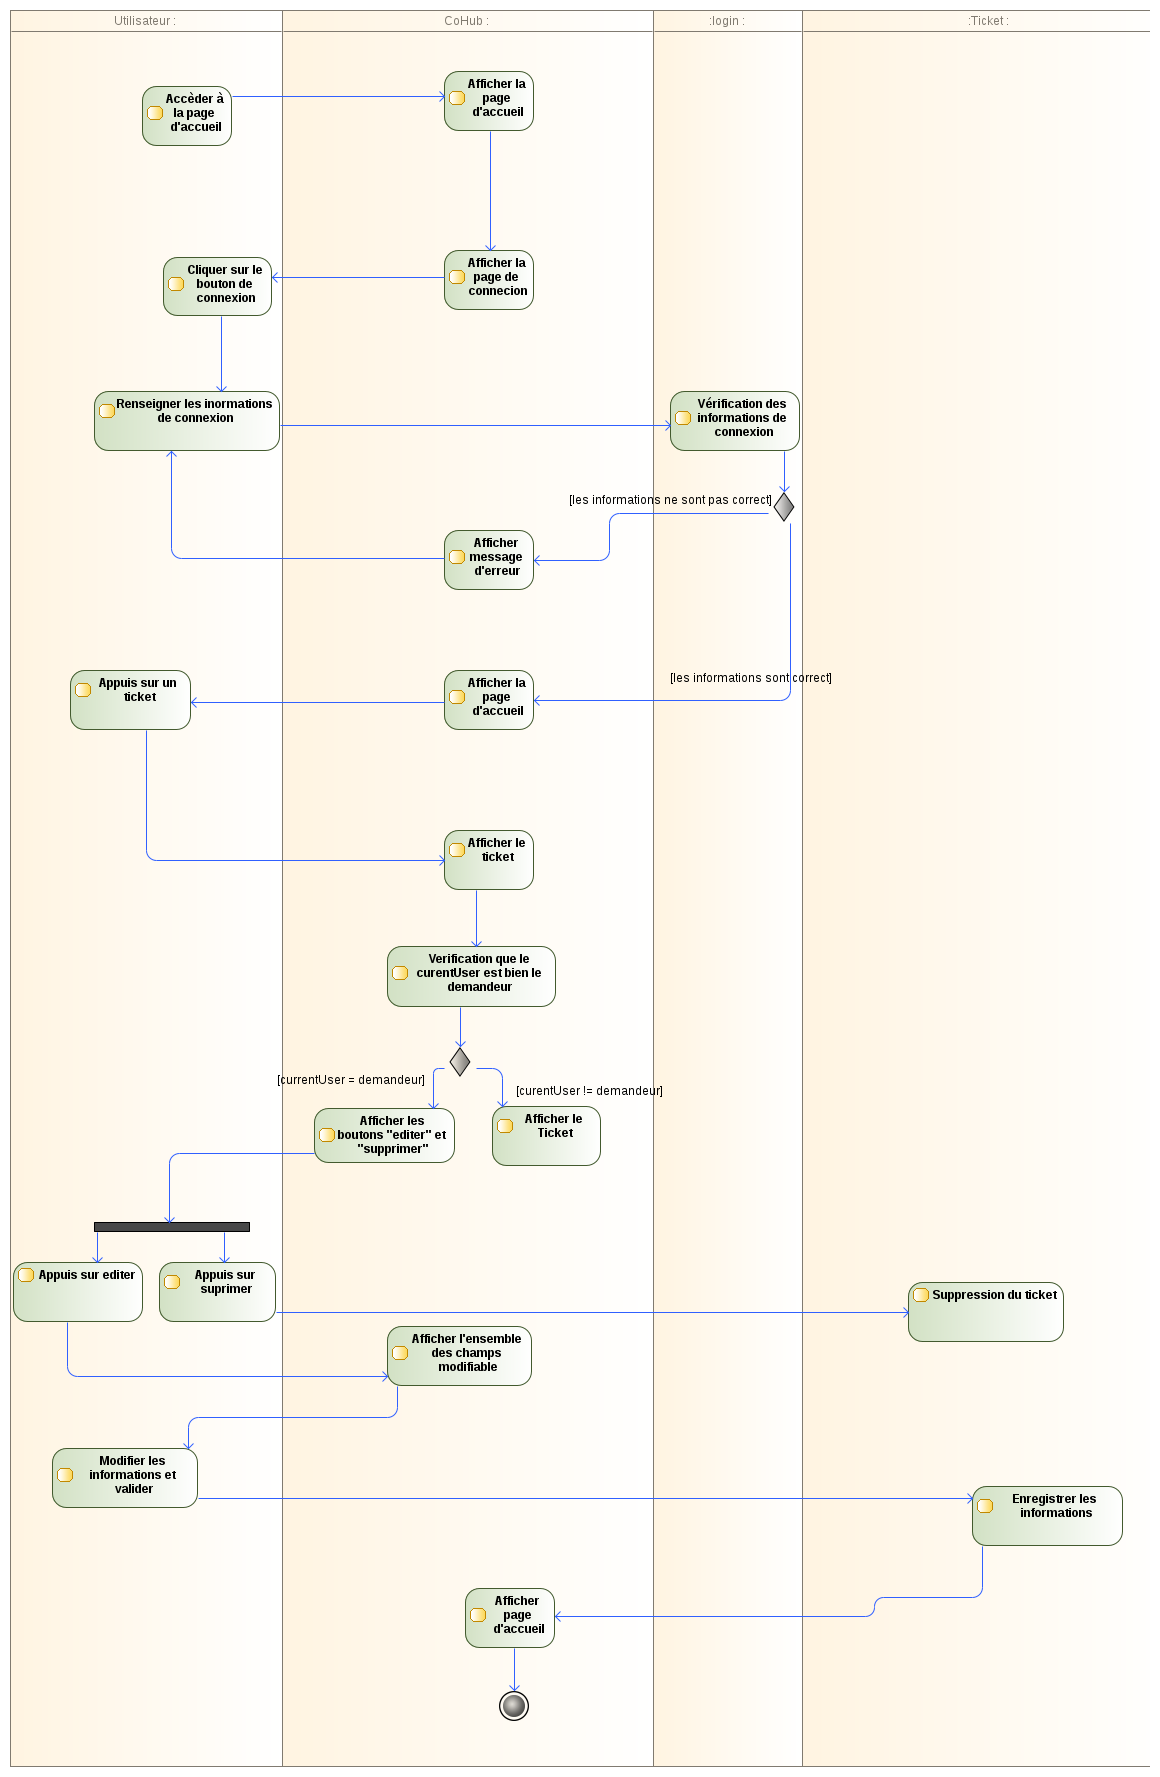 Utilisateur :
CoHub :
:login :
:Ticket :
Accèder à
la page
d'accueil
Afficher la
page
d'accueil
Cliquer sur le
bouton de
connexion
Afficher la
page de
connecion
Renseigner les inormations
de connexion
Vérification des
informations de
connexion
[les informations ne sont pas correct]
Afficher
message
d'erreur
[les informations sont correct]
Appuis sur un
ticket
Afficher la
page
d'accueil
Afficher le
ticket
Verification que le
curentUser est bien le
demandeur
[currentUser = demandeur]
[curentUser != demandeur]
Afficher les
boutons "editer" et
"supprimer"
Afficher le
Ticket
Appuis sur editer
Appuis sur
suprimer
Suppression du ticket
Afficher l'ensemble
des champs
modifiable
Modifier les
informations et
valider
Enregistrer les
informations
Afficher
page
d'accueil